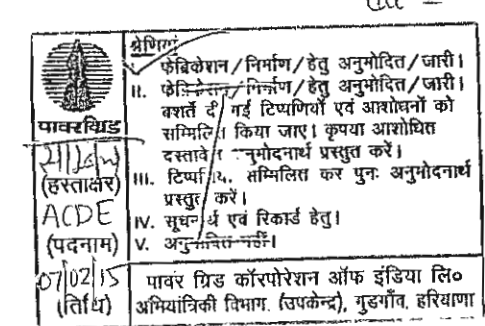 श्रेणियां
I. फेब्रिकेशन/निर्माण/हेतु अनुमोदित/जारी।
II. फेब्रिकेशन/निर्माण/हेतु अनुमोदित/जारी।
बशर्ते दी गई टिप्पणियों एवं आशोधनों को
सम्मिलित किया जाए। कृपया आशोधित
दस्तावेज अनुमोदनार्थ प्रस्तुत करें।
III. टिप्पणियां सम्मिलित कर पुनः अनुमोदनार्थ
प्रस्तुत करें।
IV. सूचनार्थ एवं रिकार्ड हेतु।
V. अनुमोदित नहीं।
पावरग्रिड
(हस्ताक्षर)
ACDE
(पदनाम)
07/02/15
(तिथि)
पावर ग्रिड कॉरपोरेशन ऑफ इंडिया लि०
अभियांत्रिकी विभाग. (उपकेन्द्र), गुडगाँव, हरियाणा